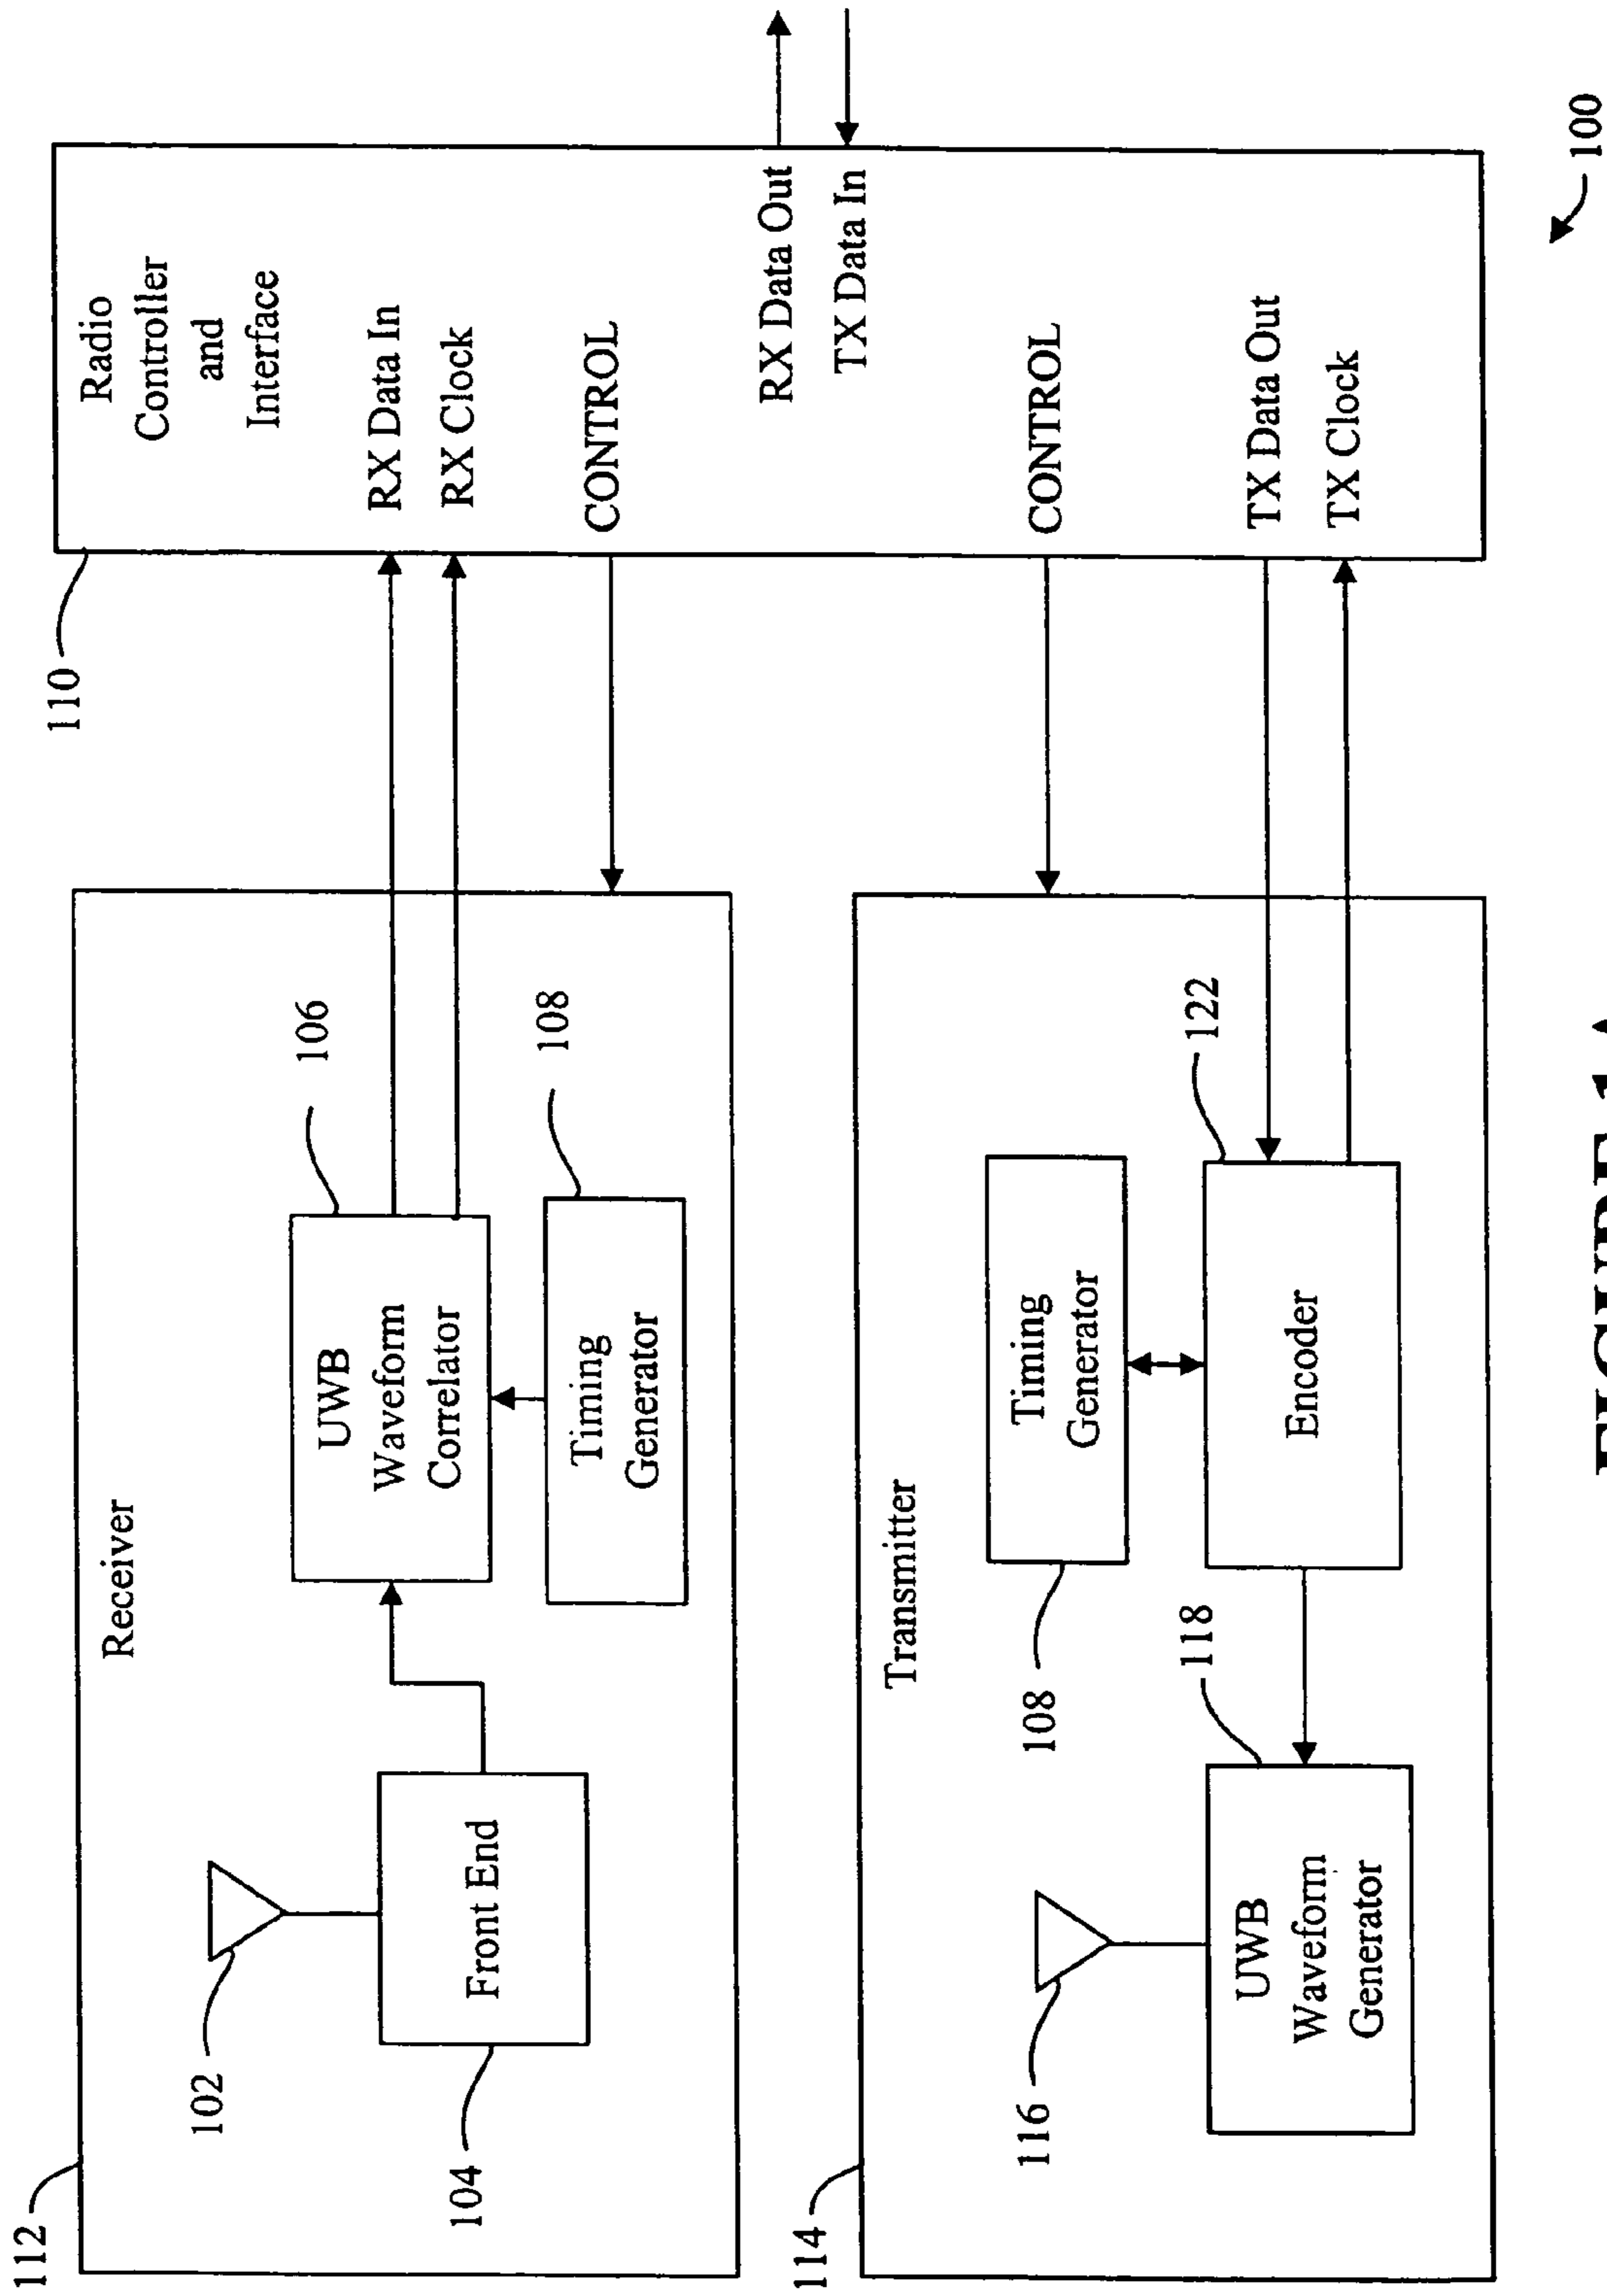 112
Receiver
102
104
Front End
106
UWB
Waveform
Correlator
108
Timing
Generator
110
Radio
Controller
and
Interface
RX Data In
RX Clock
CONTROL
RX Data Out
TX Data In
CONTROL
TX Data Out
TX Clock
114
Transmitter
116
118
UWB
Waveform
Generator
108
Timing
Generator
122
Encoder
100